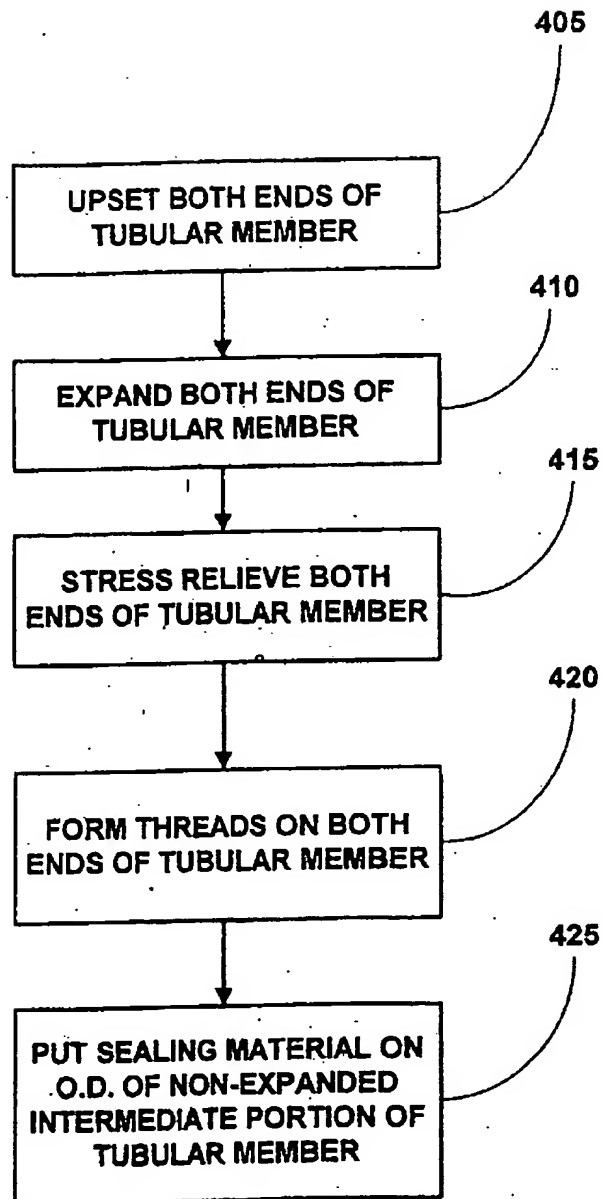 405
UPSET BOTH ENDS OF
TUBULAR MEMBER
410
EXPAND BOTH ENDS OF
TUBULAR MEMBER
415
STRESS RELIEVE BOTH
ENDS OF TUBULAR MEMBER
420
FORM THREADS ON BOTH
ENDS OF TUBULAR MEMBER
425
PUT SEALING MATERIAL ON
O.D. OF NON-EXPANDED
INTERMEDIATE PORTION OF
TUBULAR MEMBER